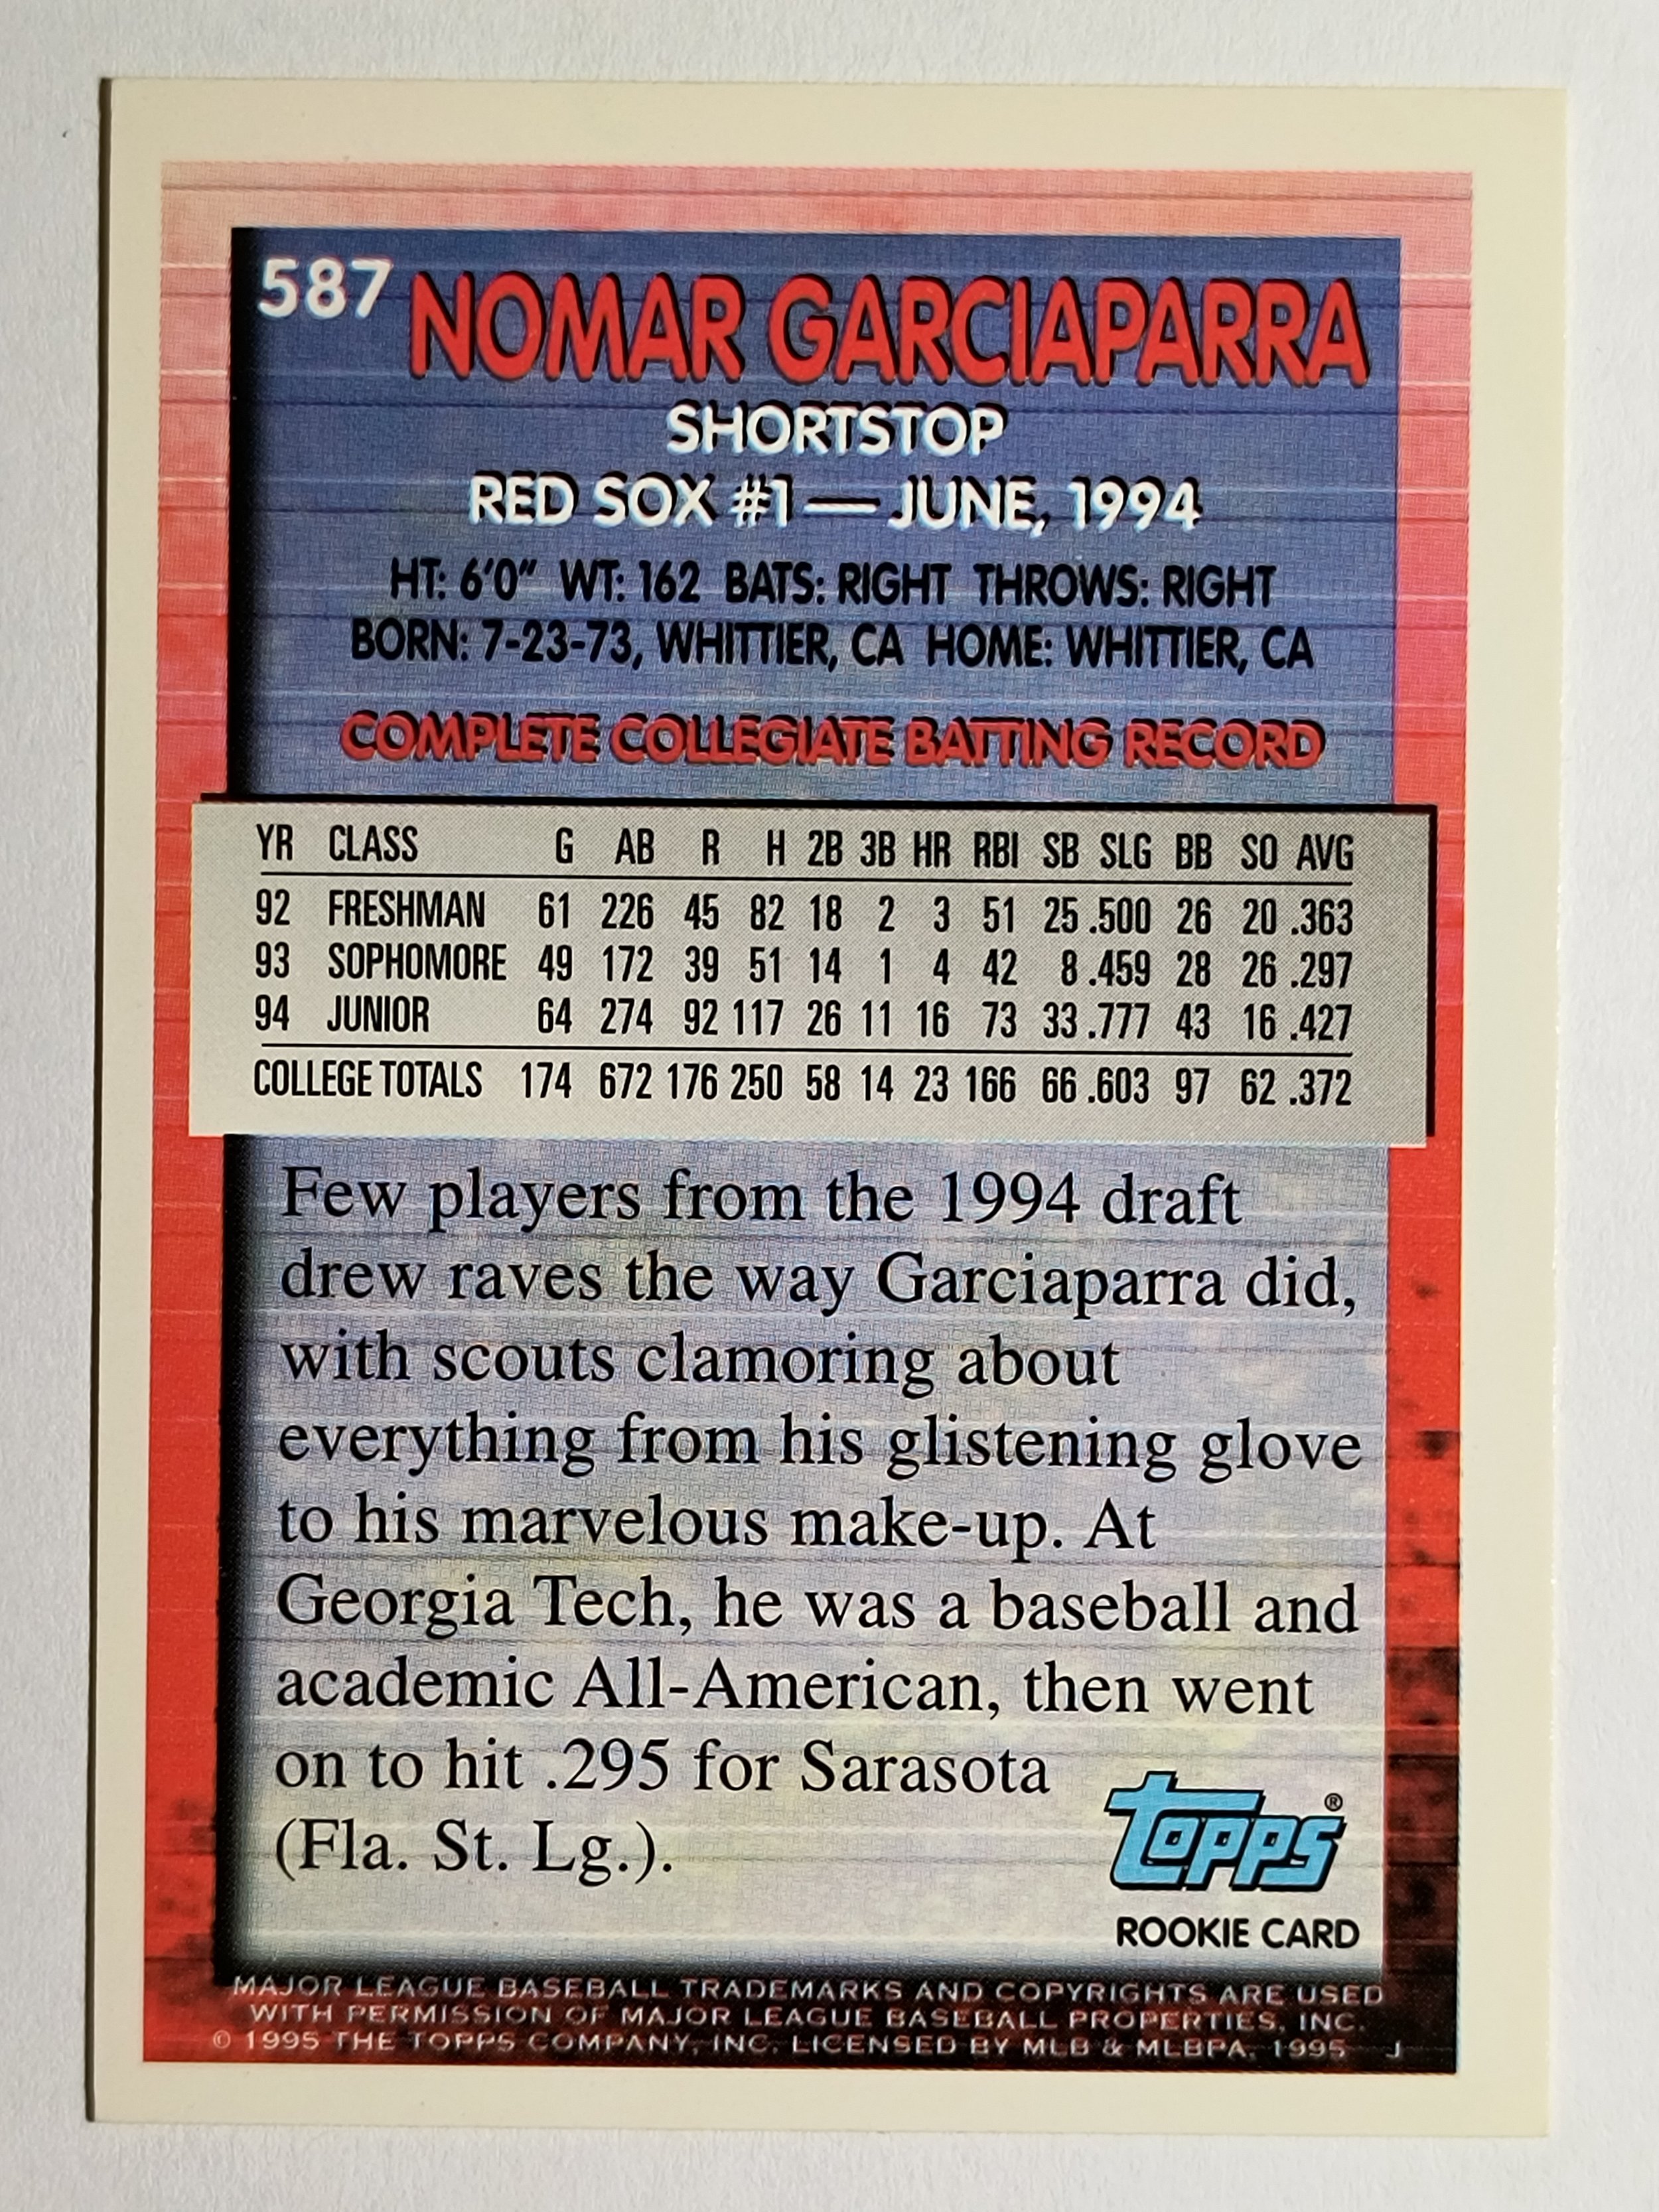 587 NOMAR GARCIAPARRA
SHORTSTOP
RED SOX #1 — JUNE, 1994
HT: 6'0" WT: 162 BATS: RIGHT THROWS: RIGHT
BORN: 7-23-73, WHITTIER, CA HOME: WHITTIER, CA
COMPLETE COLLEGIATE BATTING RECORD
YR CLASS G AB R H 2B 3B HR RBI SB SLG BB SO AVG
92 FRESHMAN 61 226 45 82 18 2 3 51 25 .500 26 20 .363
93 SOPHOMORE 49 172 39 51 14 1 4 42 8 .459 28 26 .297
94 JUNIOR 64 274 92 117 26 11 16 73 33 .777 43 16 .427
COLLEGE TOTALS 174 672 176 250 58 14 23 166 66 .603 97 62 .372
Few players from the 1994 draft
drew raves the way Garciaparra did,
with scouts clamoring about
everything from his glistening glove
to his marvelous make-up. At
Georgia Tech, he was a baseball and
academic All-American, then went
on to hit .295 for Sarasota
(Fla. St. Lg.).
Topps ®
ROOKIE CARD
MAJOR LEAGUE BASEBALL TRADEMARKS AND COPYRIGHTS ARE USED
WITH PERMISSION OF MAJOR LEAGUE BASEBALL PROPERTIES, INC.
© 1995 THE TOPPS COMPANY, INC. LICENSED BY MLB & MLBPA, 1995 J